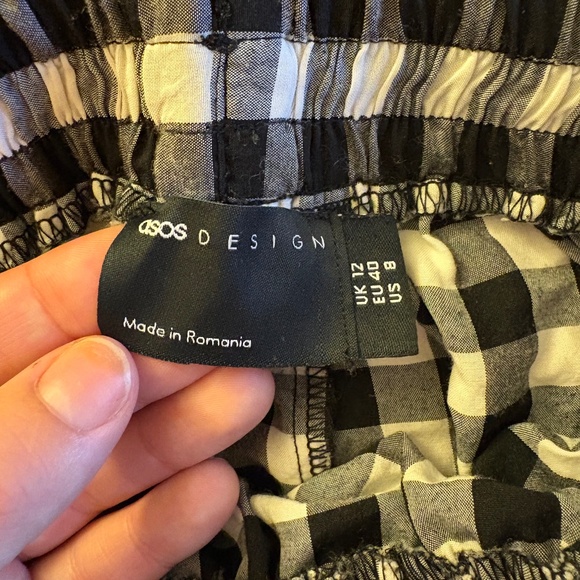 asos DESIGN
Made in Romania
UK 12
EU 40
US 8